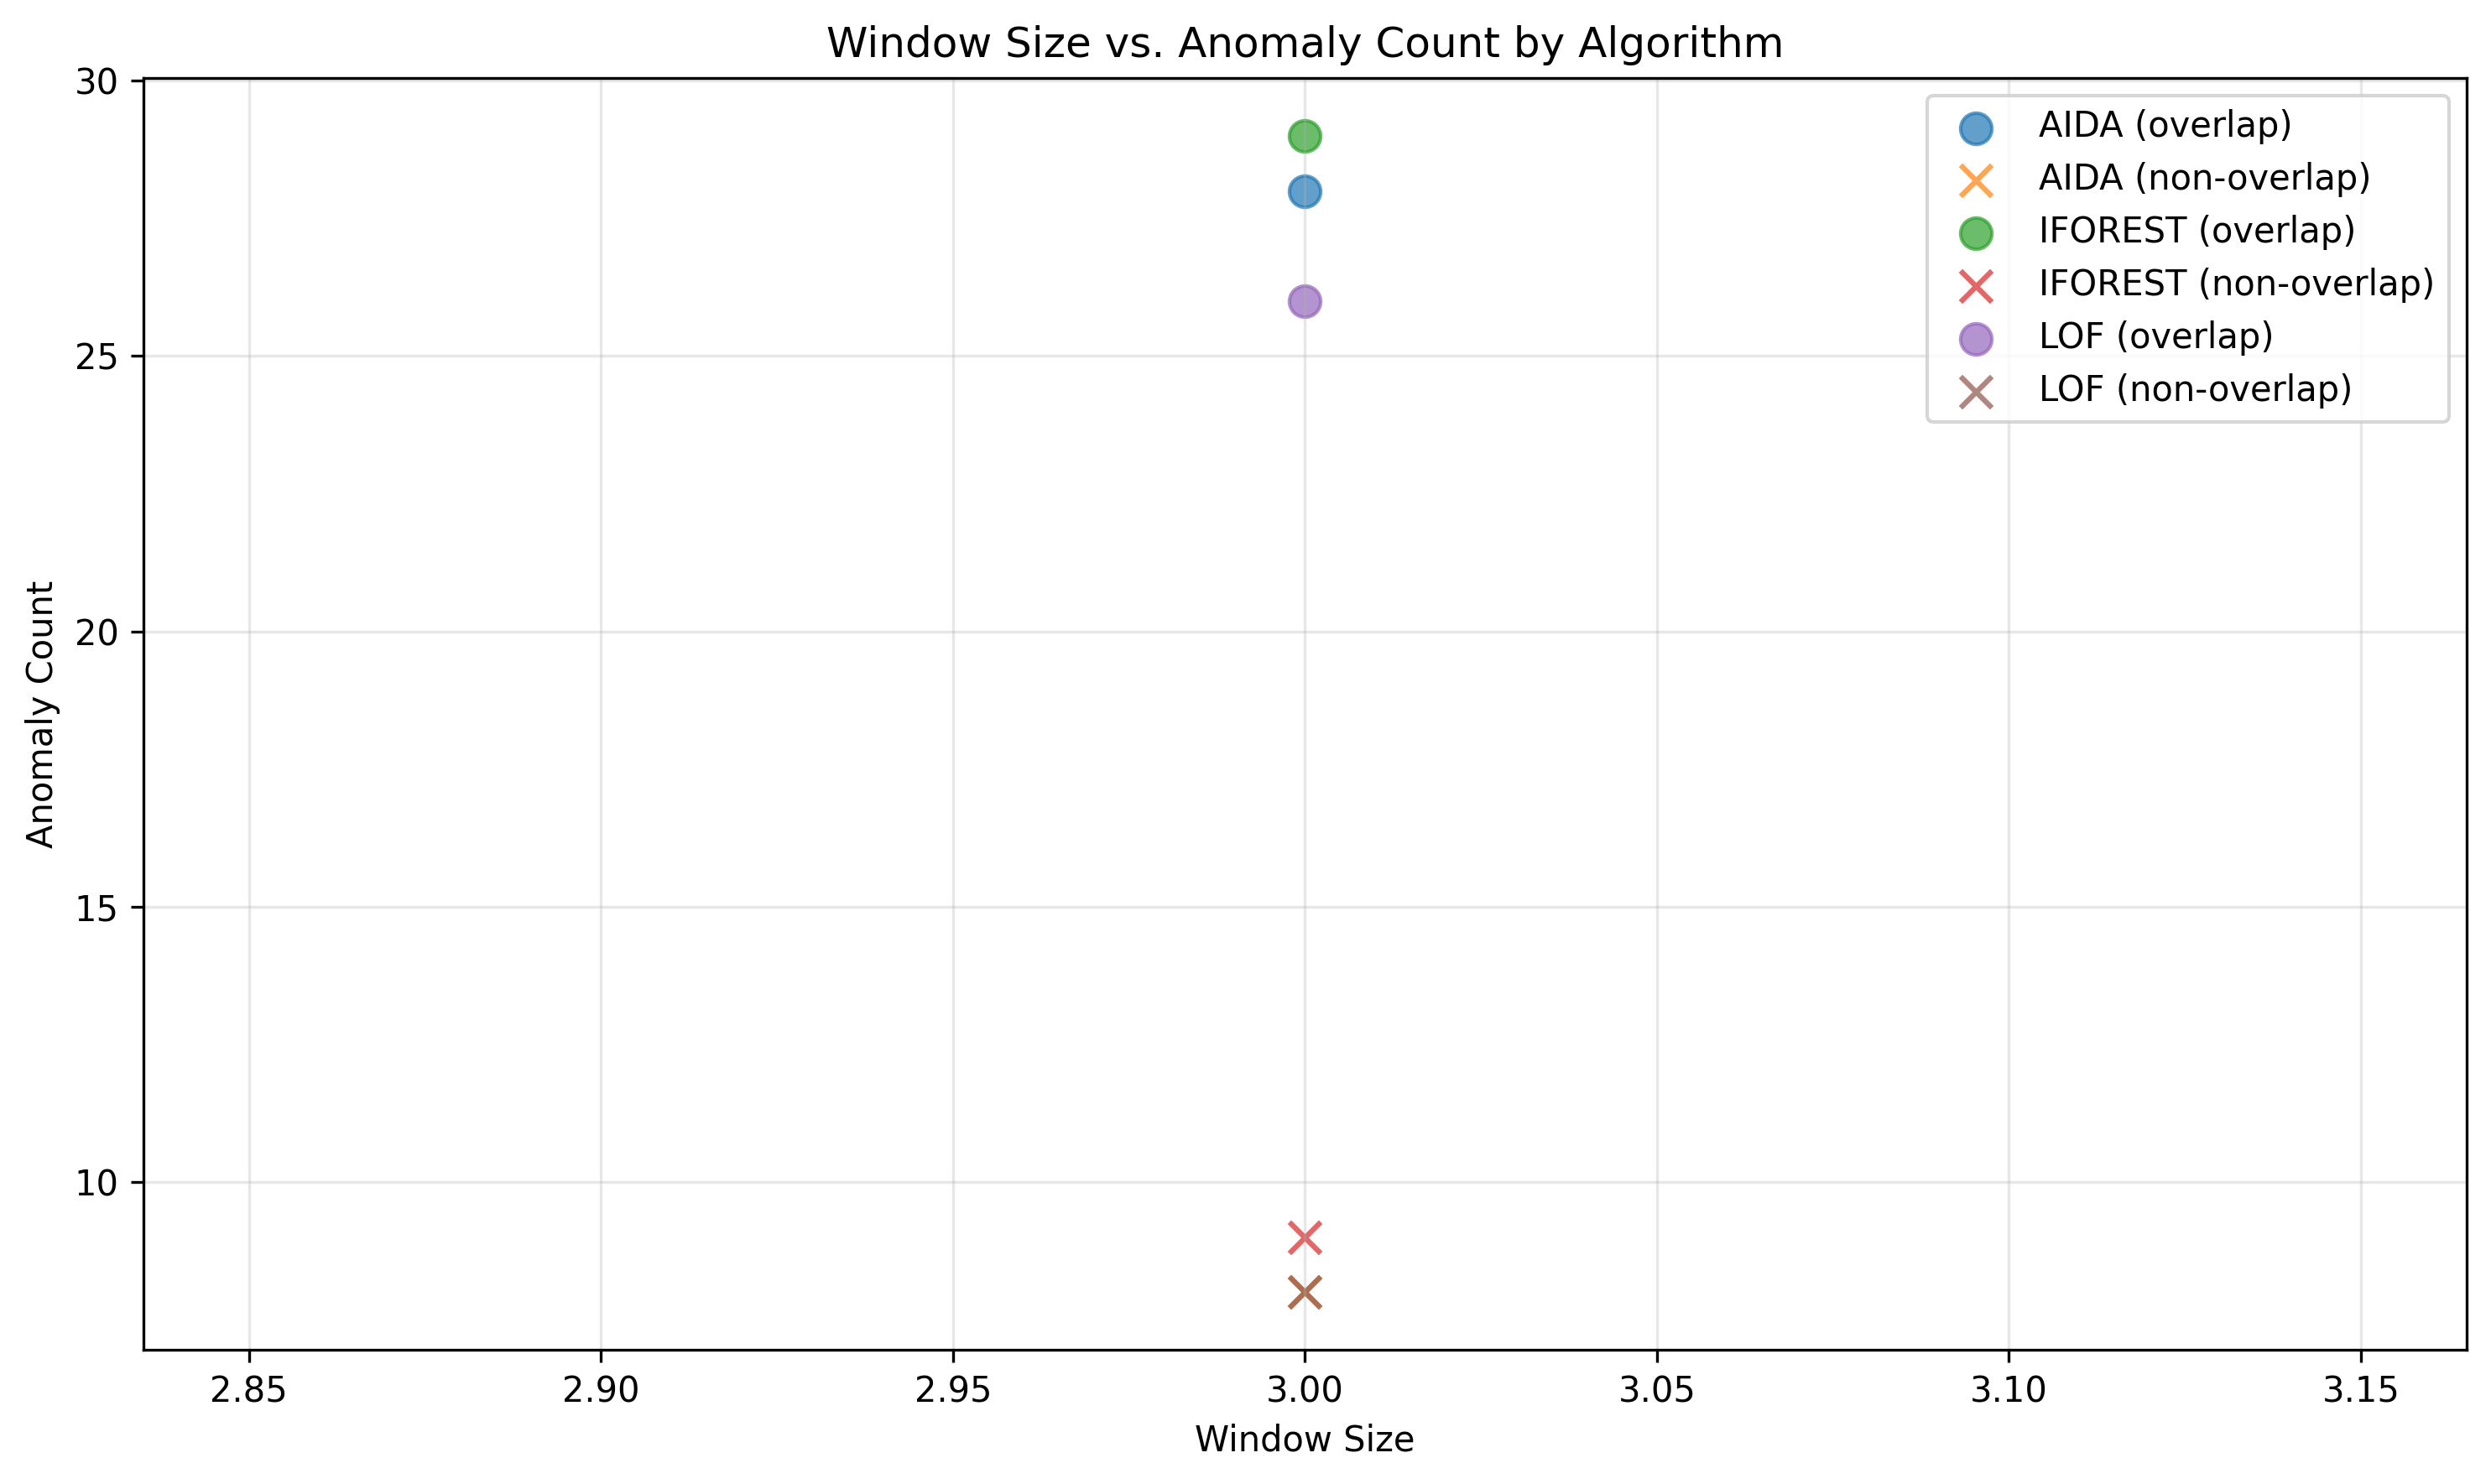 Window Size vs. Anomaly Count by Algorithm
30
25
20
15
10
Anomaly Count
AIDA (overlap)
AIDA (non-overlap)
IFOREST (overlap)
IFOREST (non-overlap)
LOF (overlap)
LOF (non-overlap)
2.85 2.90 2.95 3.00 3.05 3.10 3.15
Window Size